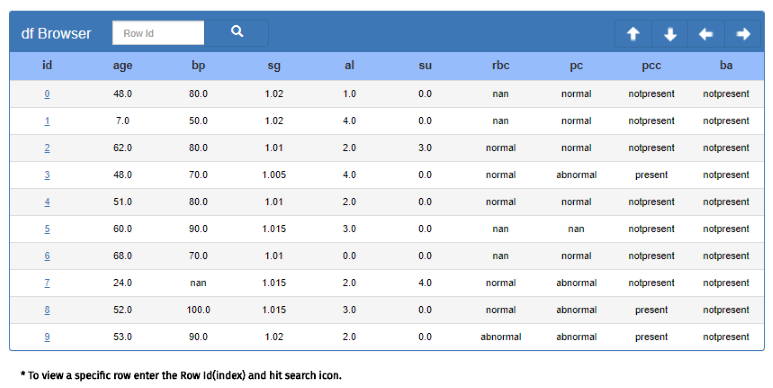 df Browser Row Id
id age bp sg al su rbc pc pcc ba
0 48.0 80.0 1.02 1.0 0.0 nan normal notpresent notpresent
1 7.0 50.0 1.02 4.0 0.0 nan normal notpresent notpresent
2 62.0 80.0 1.01 2.0 3.0 normal normal notpresent notpresent
3 48.0 70.0 1.005 4.0 0.0 normal abnormal present notpresent
4 51.0 80.0 1.01 2.0 0.0 normal normal notpresent notpresent
5 60.0 90.0 1.015 3.0 0.0 nan nan notpresent notpresent
6 68.0 70.0 1.01 0.0 0.0 nan normal notpresent notpresent
7 24.0 nan 1.015 2.0 4.0 normal abnormal notpresent notpresent
8 52.0 100.0 1.015 3.0 0.0 normal abnormal present notpresent
9 53.0 90.0 1.02 2.0 0.0 abnormal abnormal present notpresent
* To view a specific row enter the Row Id(index) and hit search icon.